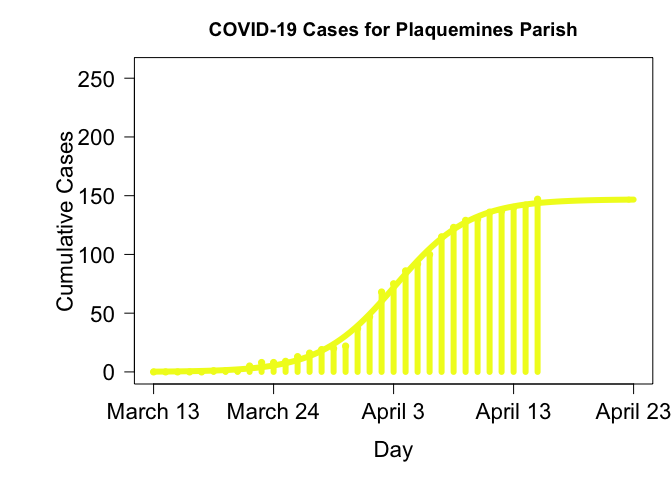 COVID-19 Cases for Plaquemines Parish
Cumulative Cases
250
200
150
100
50
0
March 13 March 24 April 3 April 13 April 23
Day